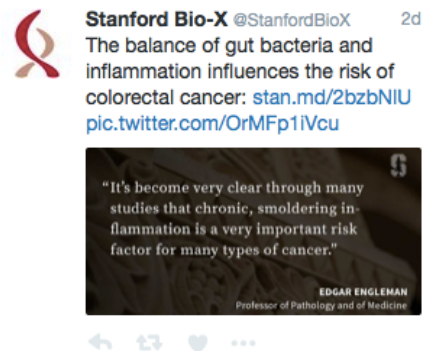 Stanford Bio-X @StanfordBioX 2d
The balance of gut bacteria and
inflammation influences the risk of
colorectal cancer: stan.md/2bzbNlU
pic.twitter.com/OrMFp1iVcu
S
“It’s become very clear through many
studies that chronic, smoldering in-
flammation is a very important risk
factor for many types of cancer.”
EDGAR ENGLEMAN
Professor of Pathology and of Medicine